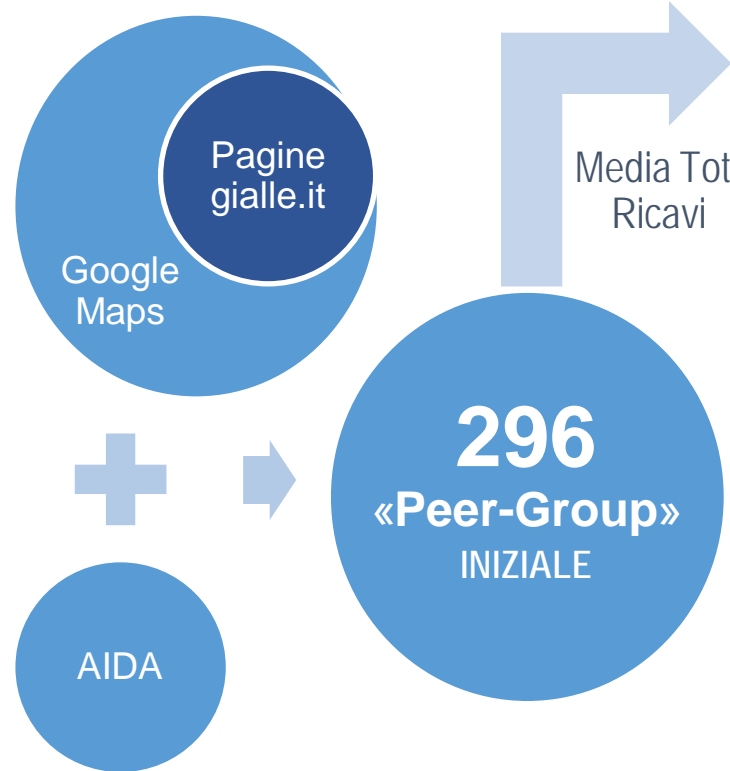 Pagine
gialle.it
Google
Maps
Media Tot
Ricavi
296
«Peer-Group»
INIZIALE
AIDA